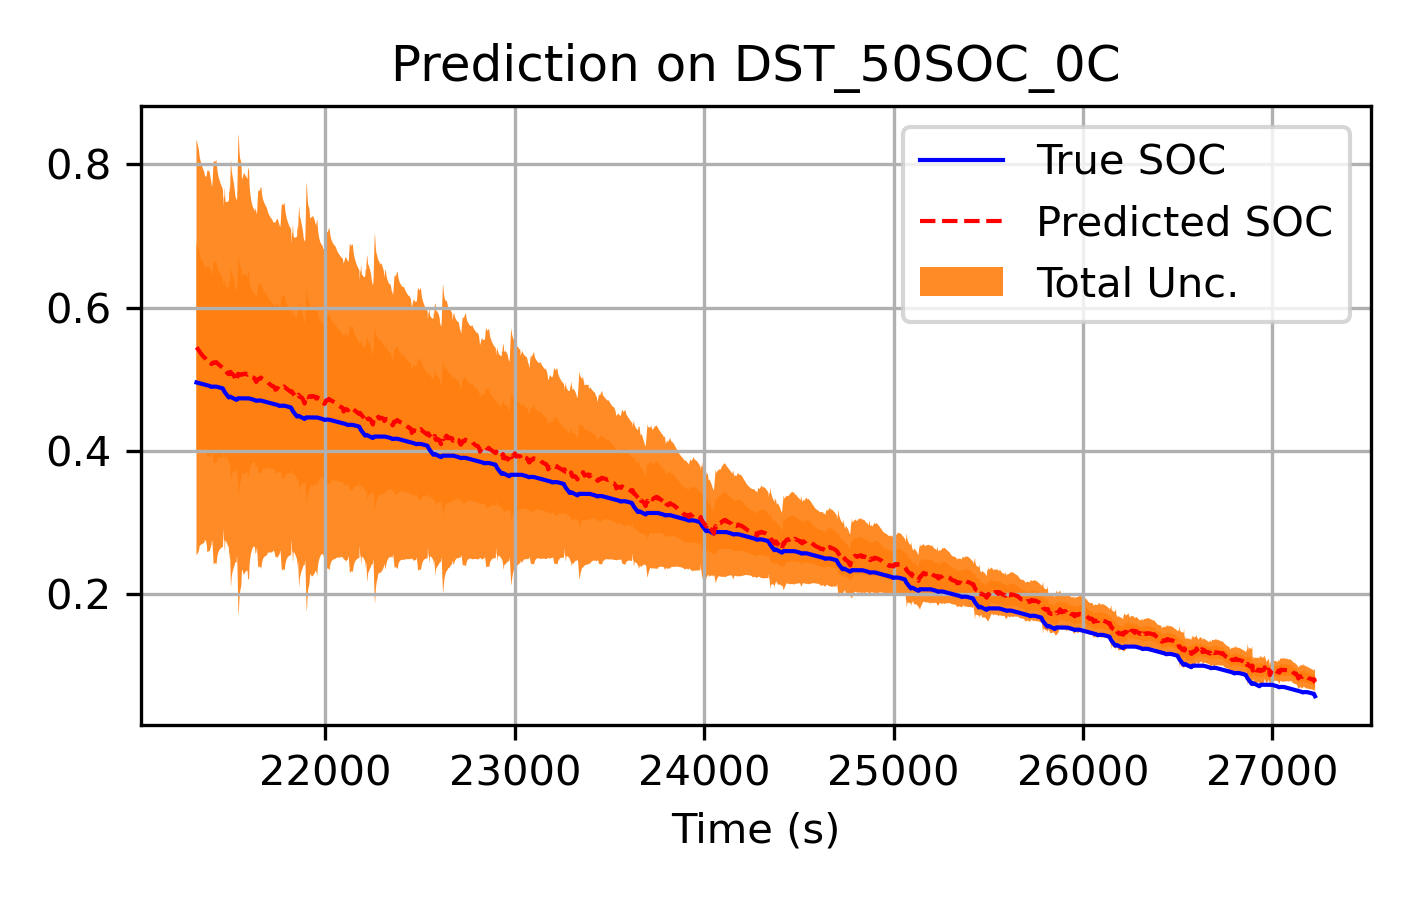 Prediction on DST_50SOC_0C
True SOC
Predicted SOC
Total Unc.
0.8
0.6
0.4
0.2
22000 23000 24000 25000 26000 27000
Time (s)